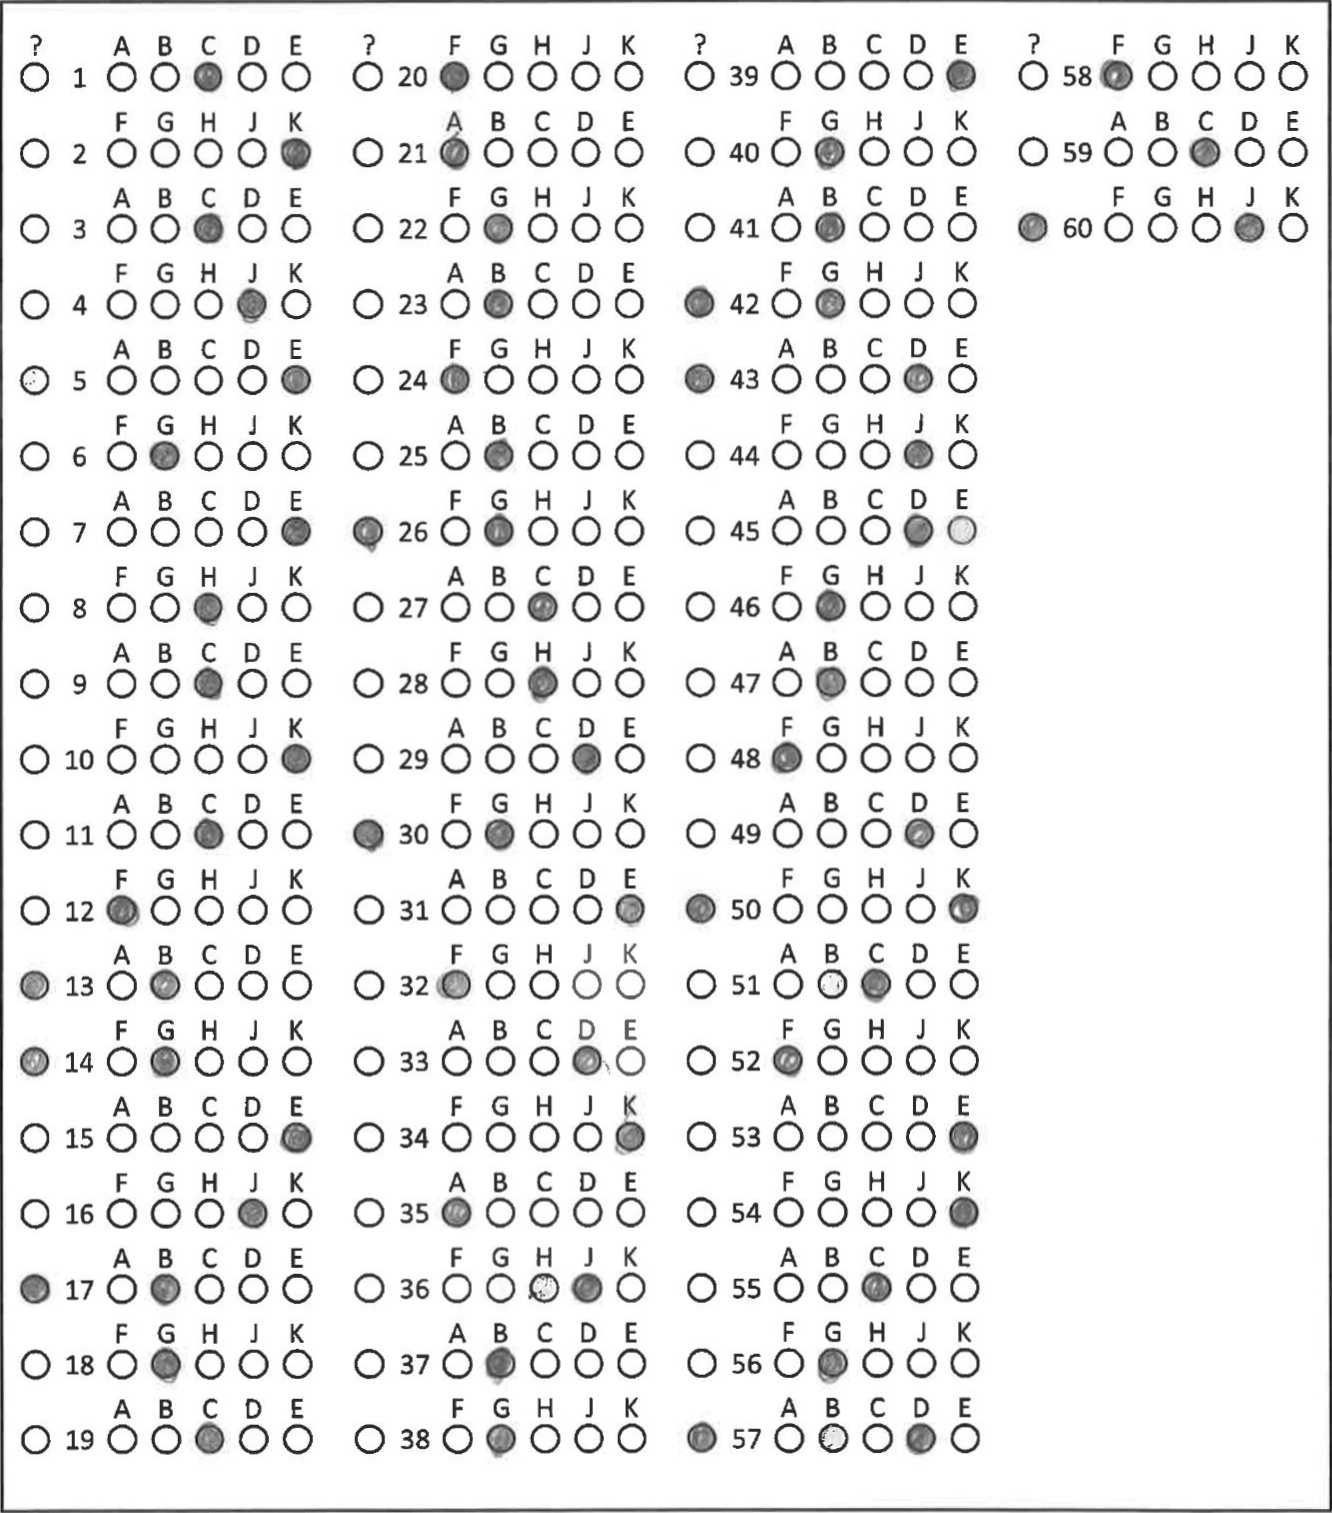 ? A B C D E ? F G H J K ? A B C D E ? F G H J K
1 20 39 58
F G H J K A B C D E F G H J K A B C D E
2 21 40 59
A B C D E F G H J K A B C D E F G H J K
3 22 41 60
F G H J K A B C D E F G H J K
4 23 42
A B C D E F G H J K A B C D E
5 24 43
F G H J K A B C D E F G H J K
6 25 44
A B C D E F G H J K A B C D E
7 26 45
F G H J K A B C D E F G H J K
8 27 46
A B C D E F G H J K A B C D E
9 28 47
F G H J K A B C D E F G H J K
10 29 48
A B C D E F G H J K A B C D E
11 30 49
F G H J K A B C D E F G H J K
12 31 50
A B C D E F G H J K A B C D E
13 32 51
F G H J K A B C D E F G H J K
14 33 52
A B C D E F G H J K A B C D E
15 34 53
F G H J K A B C D E F G H J K
16 35 54
A B C D E F G H J K A B C D E
17 36 55
F G H J K A B C D E F G H J K
18 37 56
A B C D E F G H J K A B C D E
19 38 57